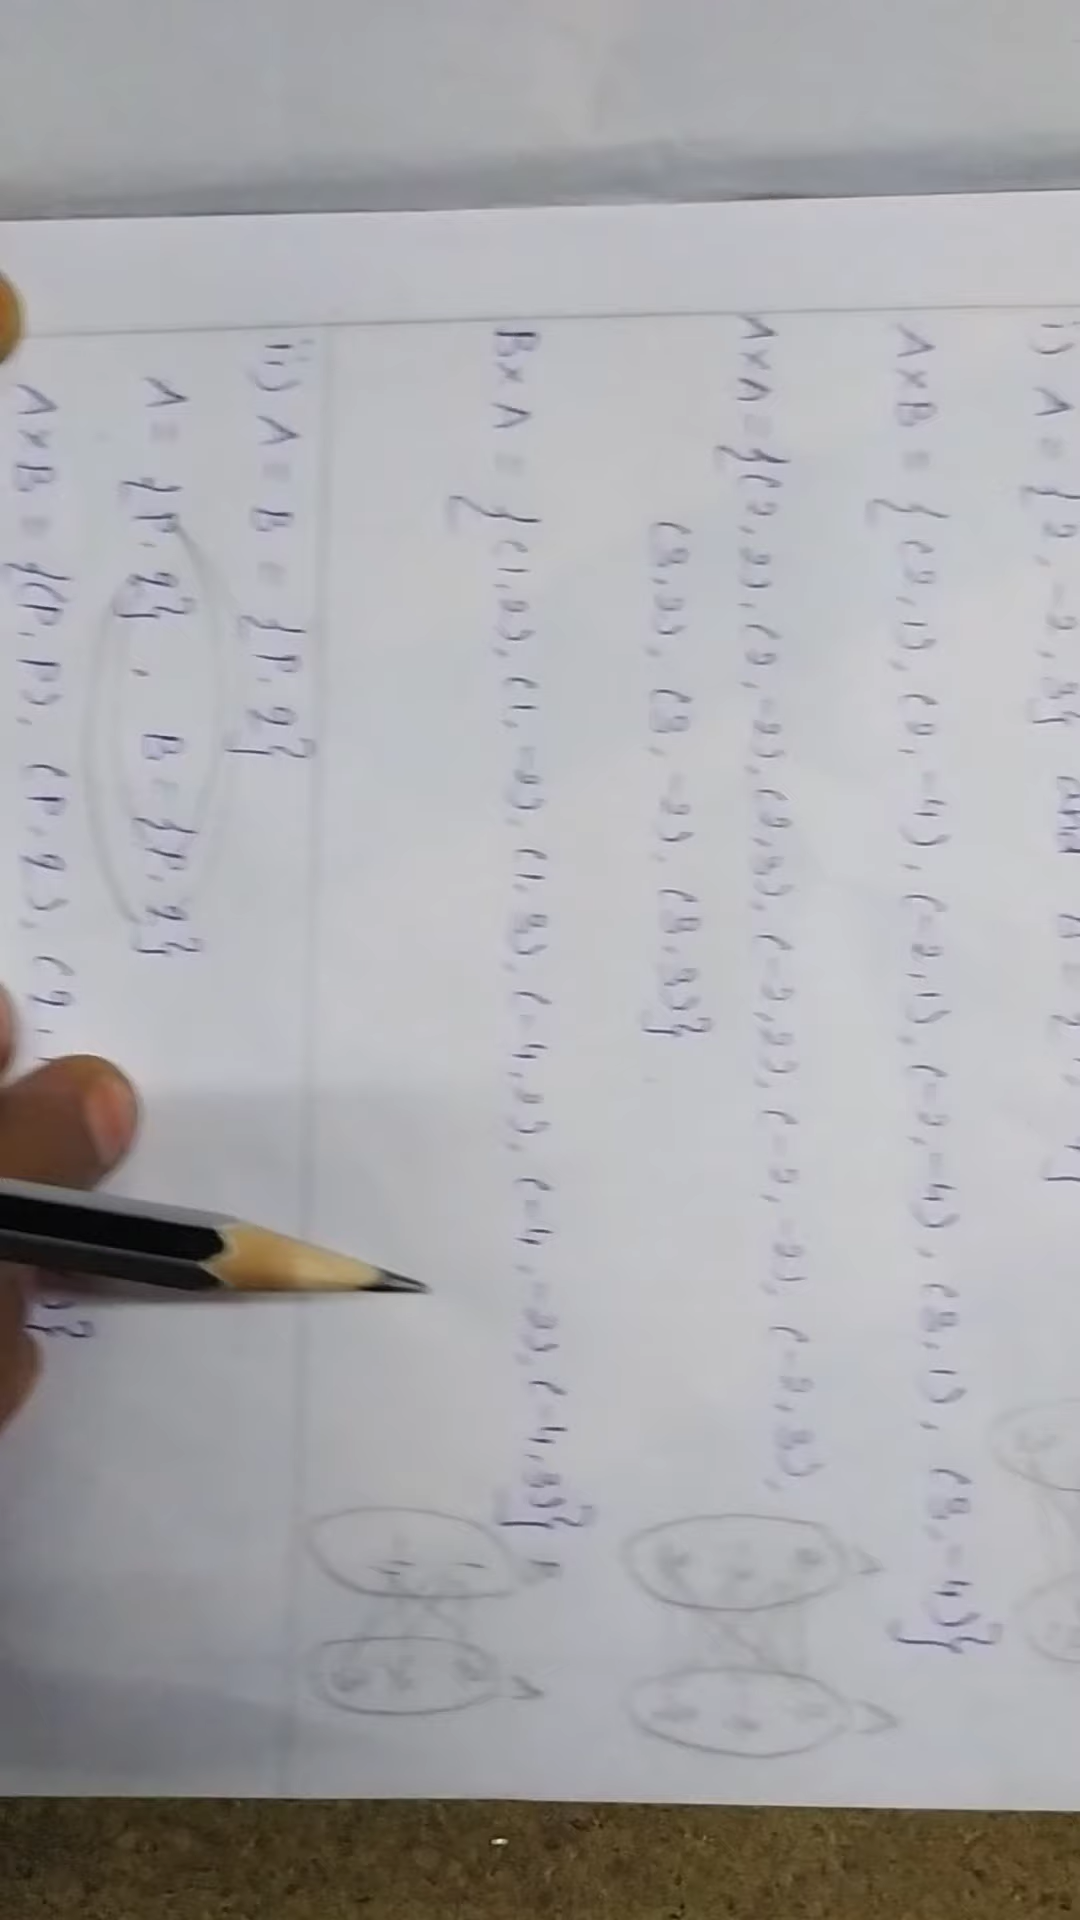 i) A = {2, -2, 3} and B = {1, -4}
A×B = {(2,1), (2,-4), (-2,1), (-2,-4), (3,1), (3,-4)}
A×A = {(2,2), (2,-2), (2,3), (-2,2), (-2,-2), (-2,3),
(3,2), (3,-2), (3,3)}
B×A = {(1,2), (1,-2), (1,3), (-4,2), (-4,-2), (-4,3)}
ii) A = B = {p,q}
A = {p,q}, B = {p,q}
A×B = {(p,p), (p,q), (q,